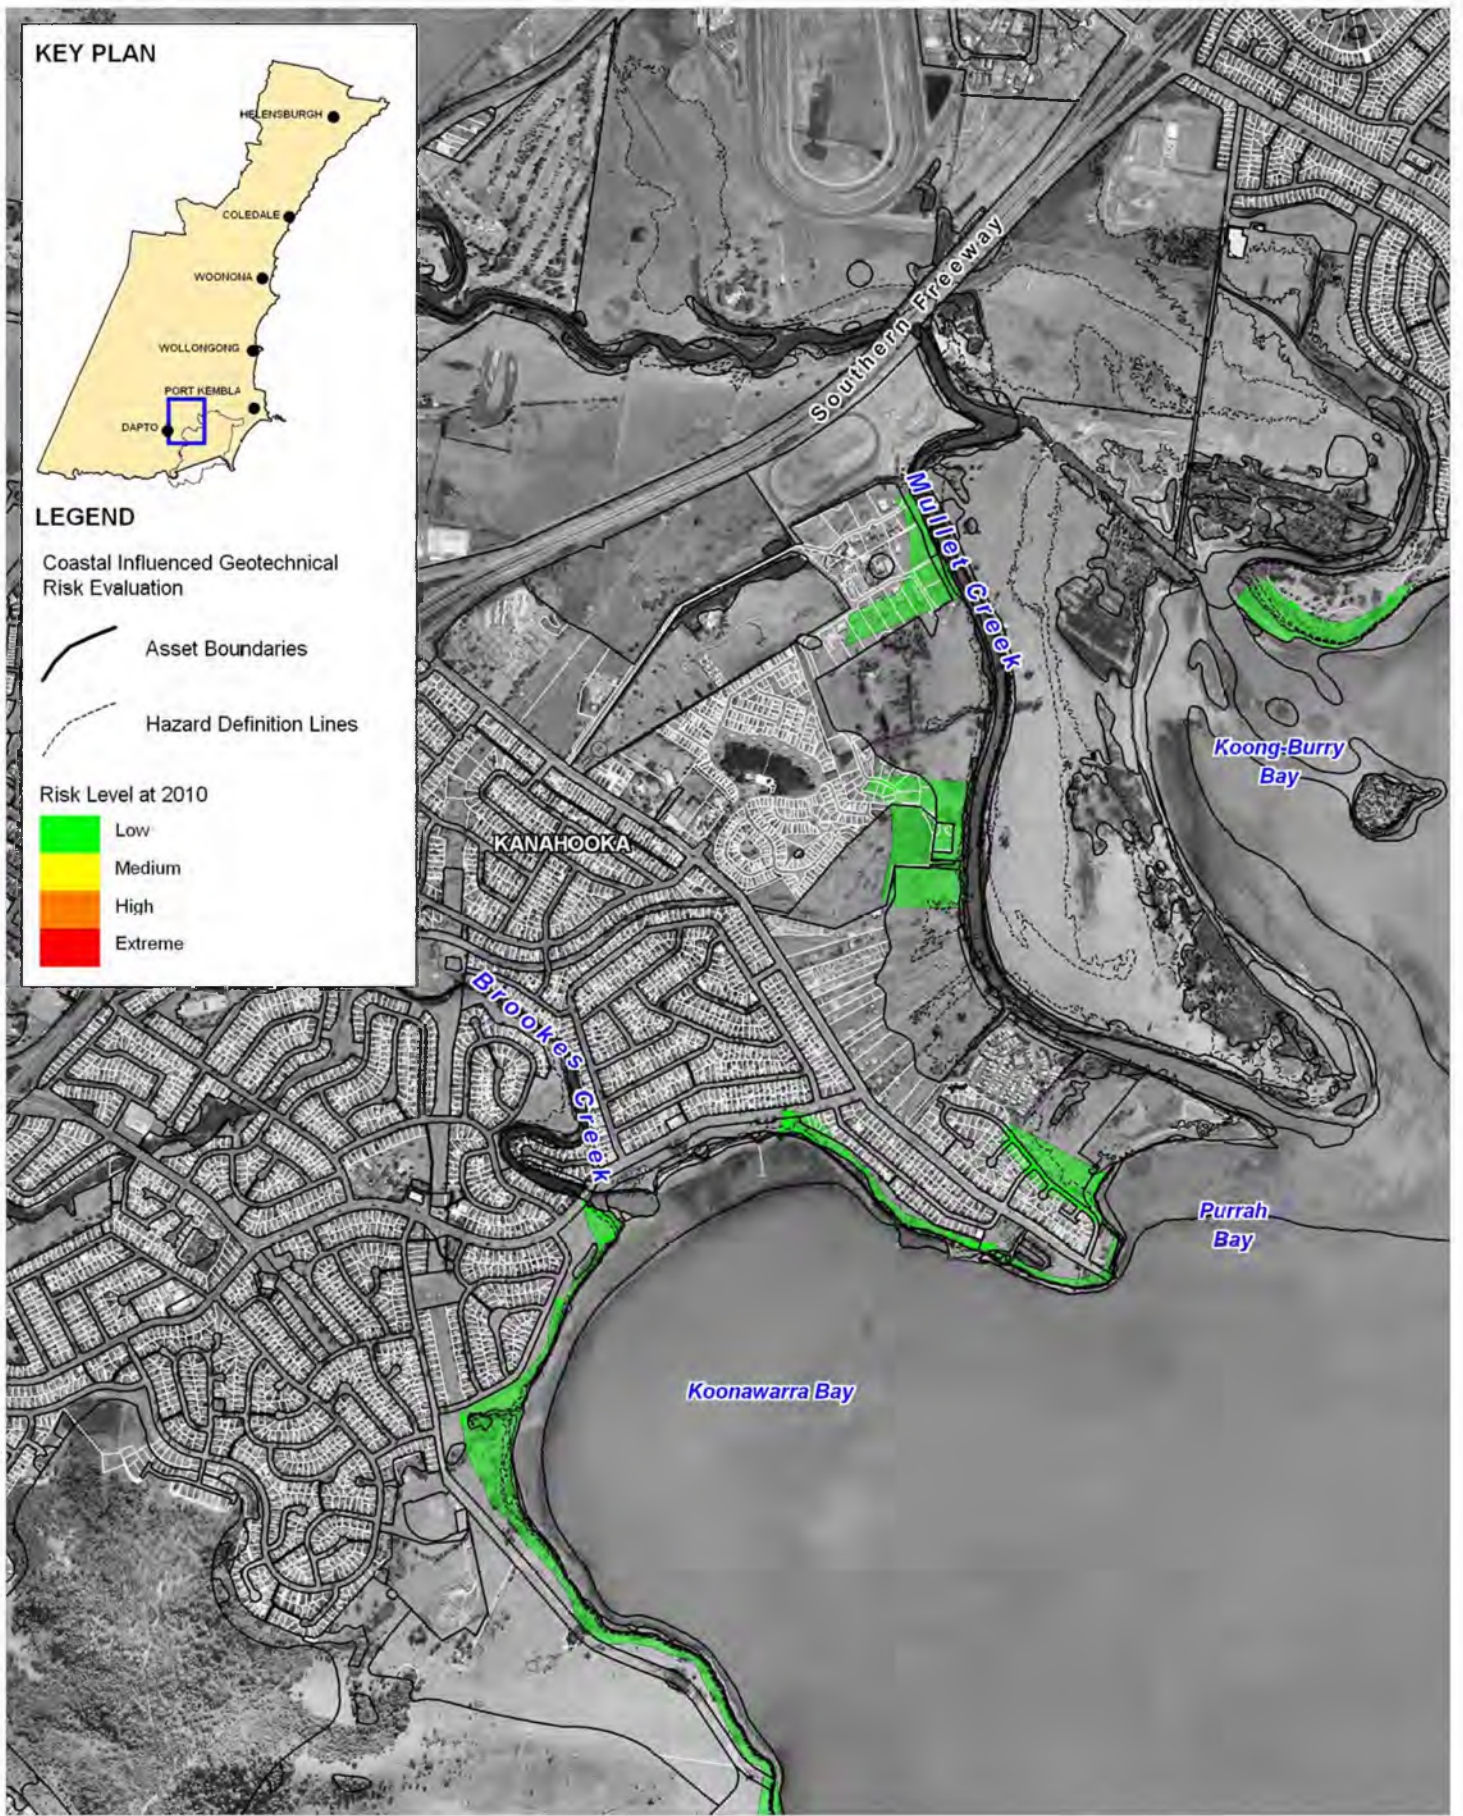 KEY PLAN
HELENSBURGH
COLEDALE
WOONONA
WOLLONGONG
PORT KEMBLA
DAPTO
LEGEND
Coastal Influenced Geotechnical
Risk Evaluation
Asset Boundaries
Hazard Definition Lines
Risk Level at 2010
Low
Medium
High
Extreme
Southern Freeway
Mullet Creek
Koong-Burry
Bay
KANAHOOKA
Brookes Creek
Purrah
Bay
Koonawarra Bay